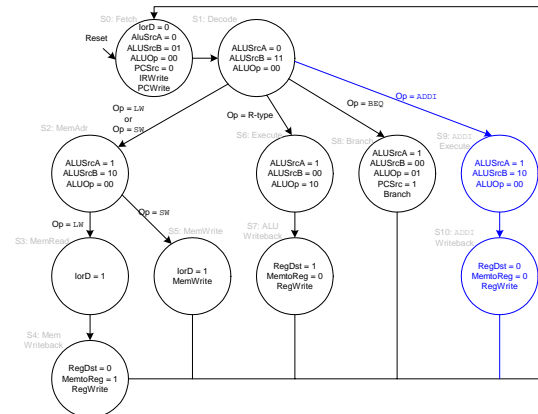 S0: Fetch
S1: Decode
Reset
IorD = 0
AluSrcA = 0
ALUSrcB = 01
ALUOp = 00
PCSrc = 0
IRWrite
PCWrite
ALUSrcA = 0
ALUSrcB = 11
ALUOp = 00
Op = LW
or
Op = SW
Op = R-type
Op = BEQ
Op = ADDI
S2: MemAdr
S6: Execute
S8: Branch
S9: ADDI
Execute
ALUSrcA = 1
ALUSrcB = 10
ALUOp = 00
ALUSrcA = 1
ALUSrcB = 00
ALUOp = 10
ALUSrcA = 1
ALUSrcB = 00
ALUOp = 01
PCSrc = 1
Branch
ALUSrcA = 1
ALUSrcB = 10
ALUOp = 00
Op = LW
Op = SW
S3: MemRead
S5: MemWrite
S7: ALU
Writeback
S10: ADDI
Writeback
IorD = 1
IorD = 1
MemWrite
RegDst = 1
MemtoReg = 0
RegWrite
RegDst = 0
MemtoReg = 0
RegWrite
S4: Mem
Writeback
RegDst = 0
MemtoReg = 1
RegWrite